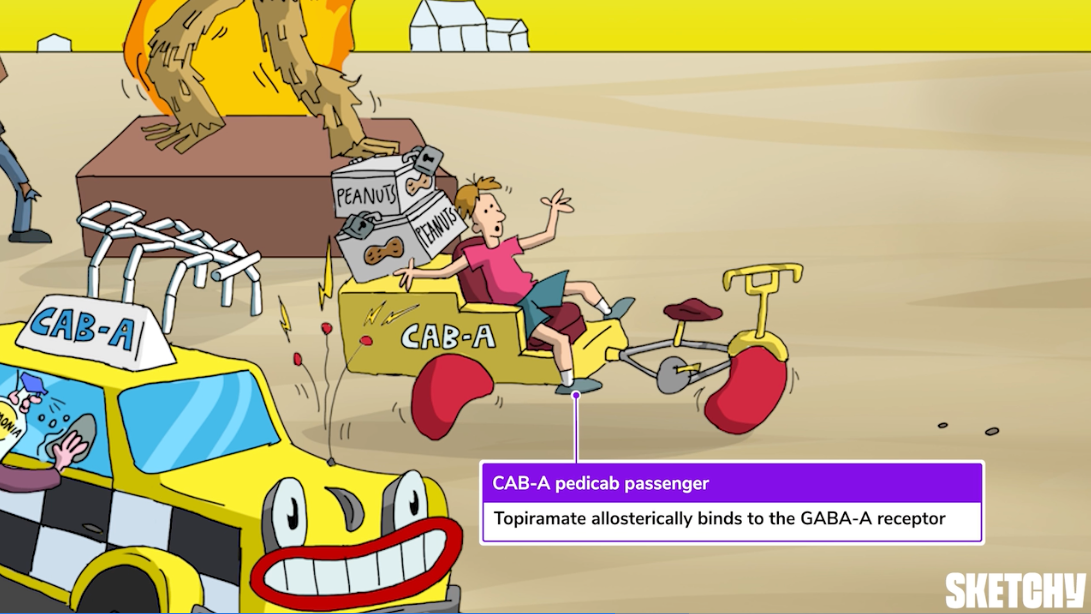 PEANUTS
PEANUTS
CAB-A
CAB-A
CAB-A pedicab passenger
Topiramate allosterically binds to the GABA-A receptor
SKETCHY